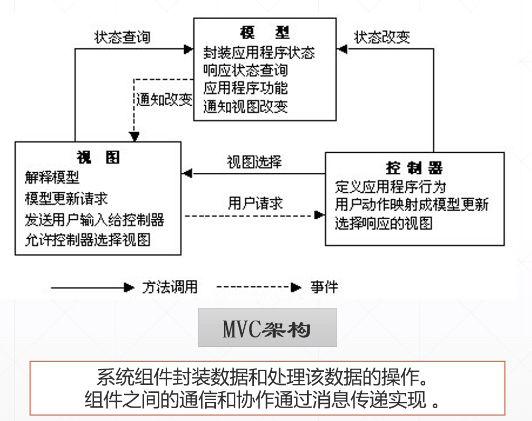 状态查询
模 型
封装应用程序状态
响应状态查询
应用程序功能
通知视图改变
状态改变
通知改变
视 图
解释模型
模型更新请求
发送用户输入给控制器
允许控制器选择视图
视图选择
用户请求
控 制 器
定义应用程序行为
用户动作映射成模型更新
选择响应的视图
方法调用
事件
MVC架构
系统组件封装数据和处理该数据的操作。
组件之间的通信和协作通过消息传递实现 。